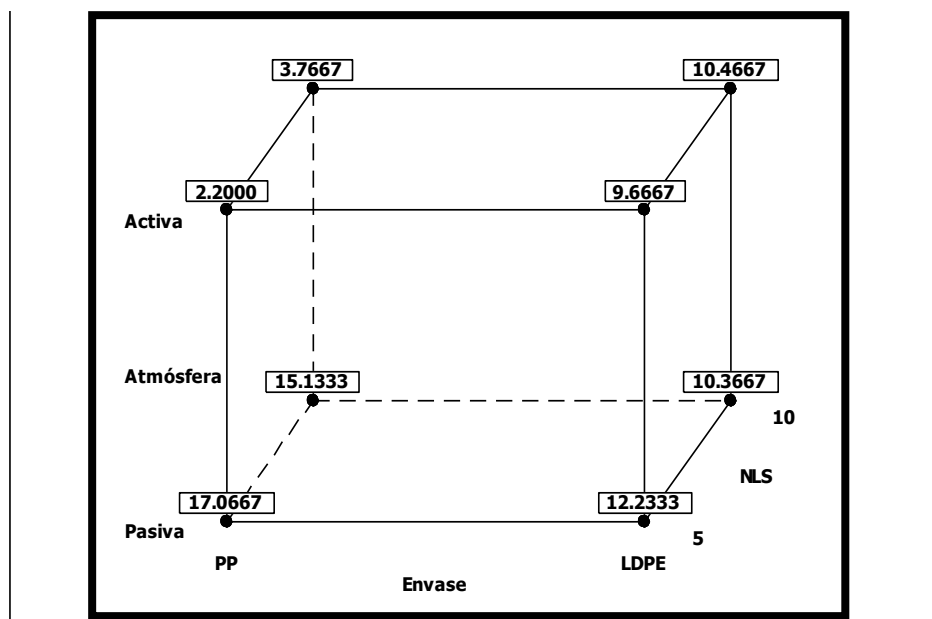 3.7667 10.4667
2.2000 9.6667
Activa
Atmósfera 15.1333 10.3667
10
NLS
17.0667 12.2333
Pasiva 5
PP LDPE
Envase